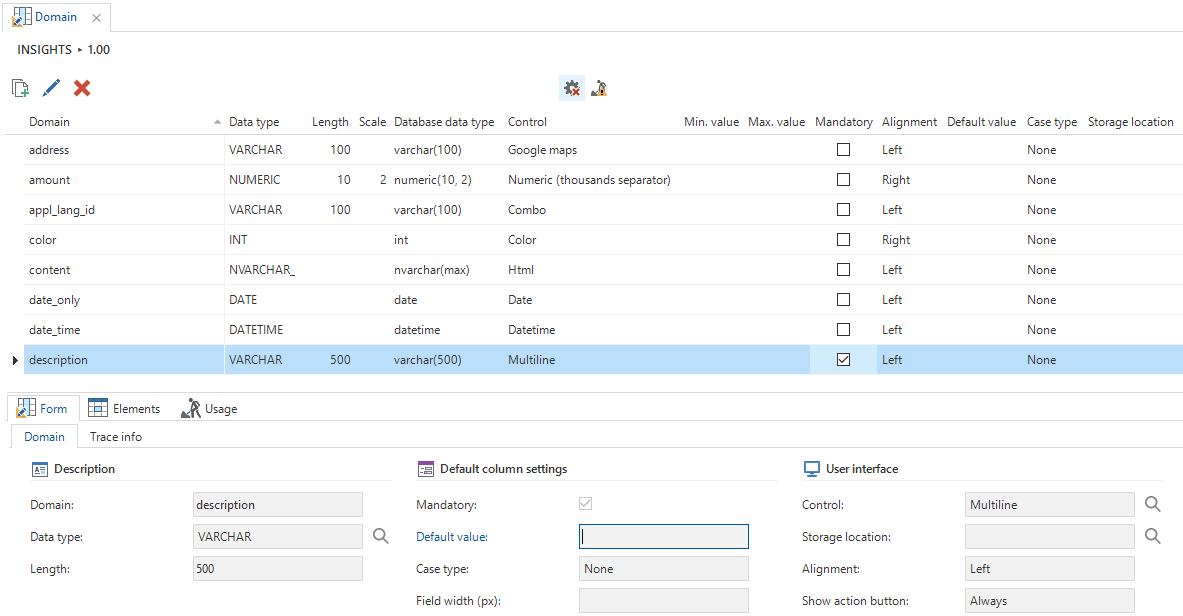 Domain
INSIGHTS ▸ 1.00
Domain Data type Length Scale Database data type Control Min. value Max. value Mandatory Alignment Default value Case type Storage location
address VARCHAR 100 varchar(100) Google maps Left None
amount NUMERIC 10 2 numeric(10, 2) Numeric (thousands separator) Right None
appl_lang_id VARCHAR 100 varchar(100) Combo Left None
color INT int Color Right None
content NVARCHAR_ nvarchar(max) Html Left None
date_only DATE date Date Left None
date_time DATETIME datetime Datetime Left None
description VARCHAR 500 varchar(500) Multiline Left None
Form Elements Usage
Domain Trace info
Description Default column settings User interface
Domain: description Mandatory: Control: Multiline
Data type: VARCHAR Default value: Storage location:
Length: 500 Case type: None Alignment: Left
Field width (px): Show action button: Always